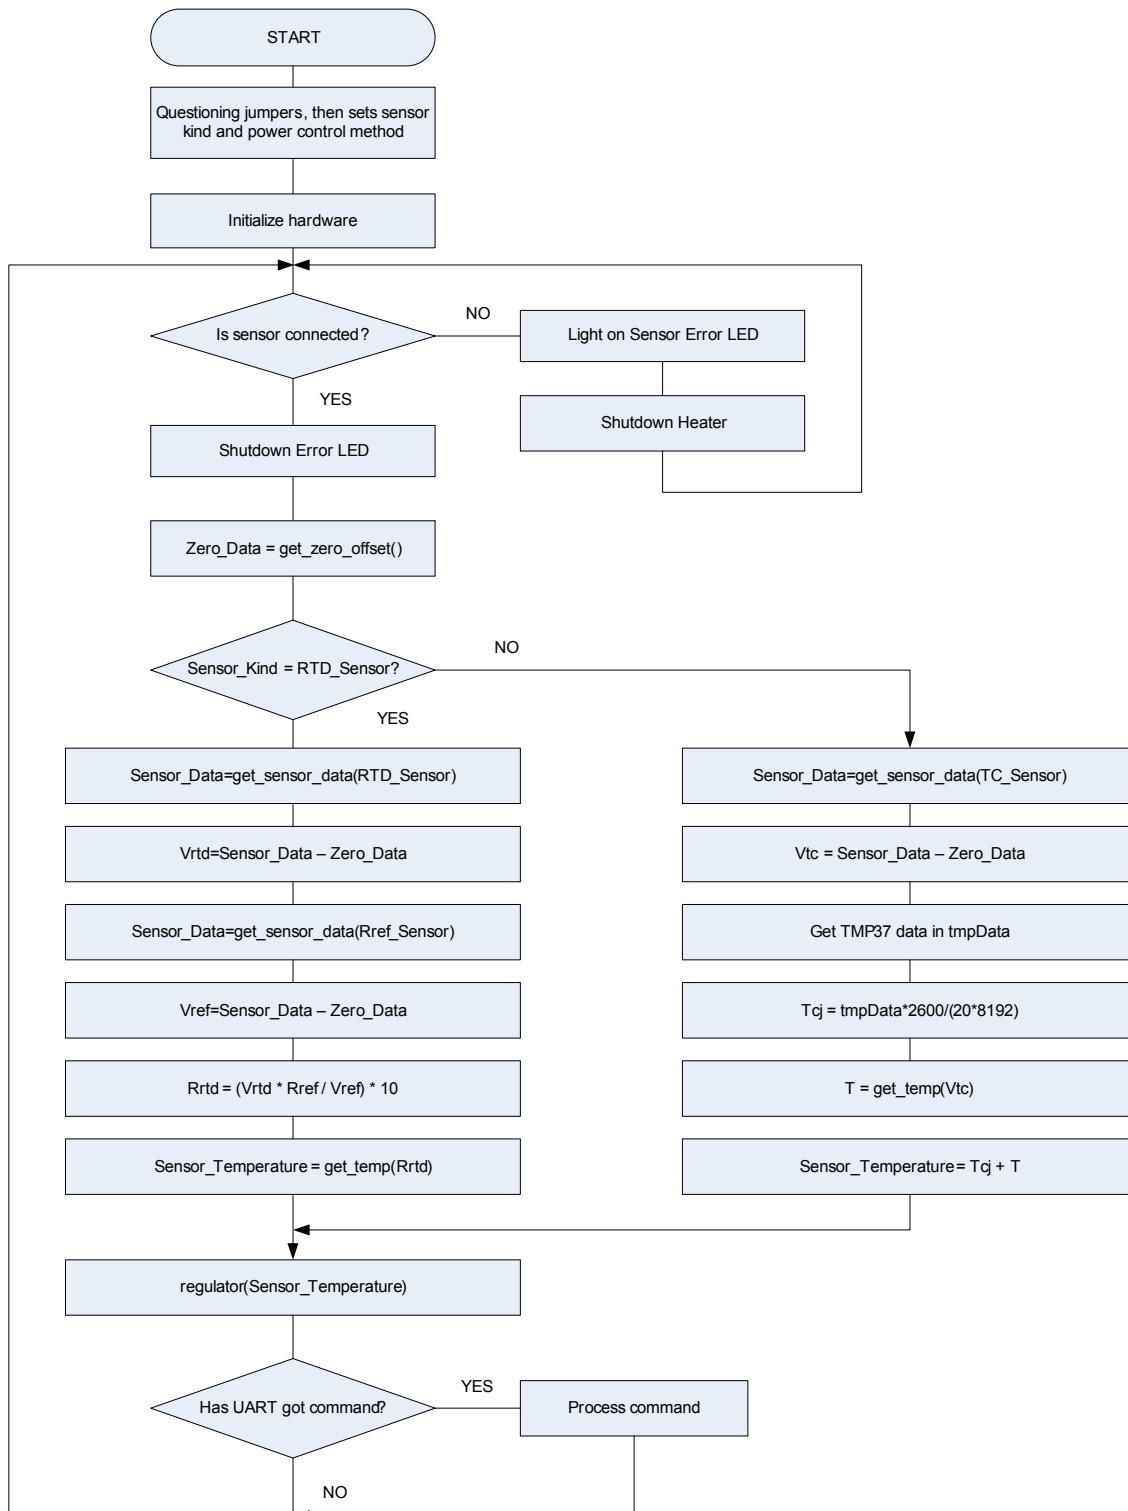 START
Questioning jumpers, then sets sensor
kind and power control method
Initialize hardware
Is sensor connected?
NO
Light on Sensor Error LED
YES
Shutdown Heater
Shutdown Error LED
Zero_Data = get_zero_offset()
Sensor_Kind = RTD_Sensor?
NO
YES
Sensor_Data=get_sensor_data(RTD_Sensor)
Sensor_Data=get_sensor_data(TC_Sensor)
Vrtd=Sensor_Data – Zero_Data
Vtc = Sensor_Data – Zero_Data
Sensor_Data=get_sensor_data(Rref_Sensor)
Get TMP37 data in tmpData
Vref=Sensor_Data – Zero_Data
Tcj = tmpData*2600/(20*8192)
Rrtd = (Vrtd * Rref / Vref) * 10
T = get_temp(Vtc)
Sensor_Temperature = get_temp(Rrtd)
Sensor_Temperature = Tcj + T
regulator(Sensor_Temperature)
Has UART got command?
YES
Process command
NO